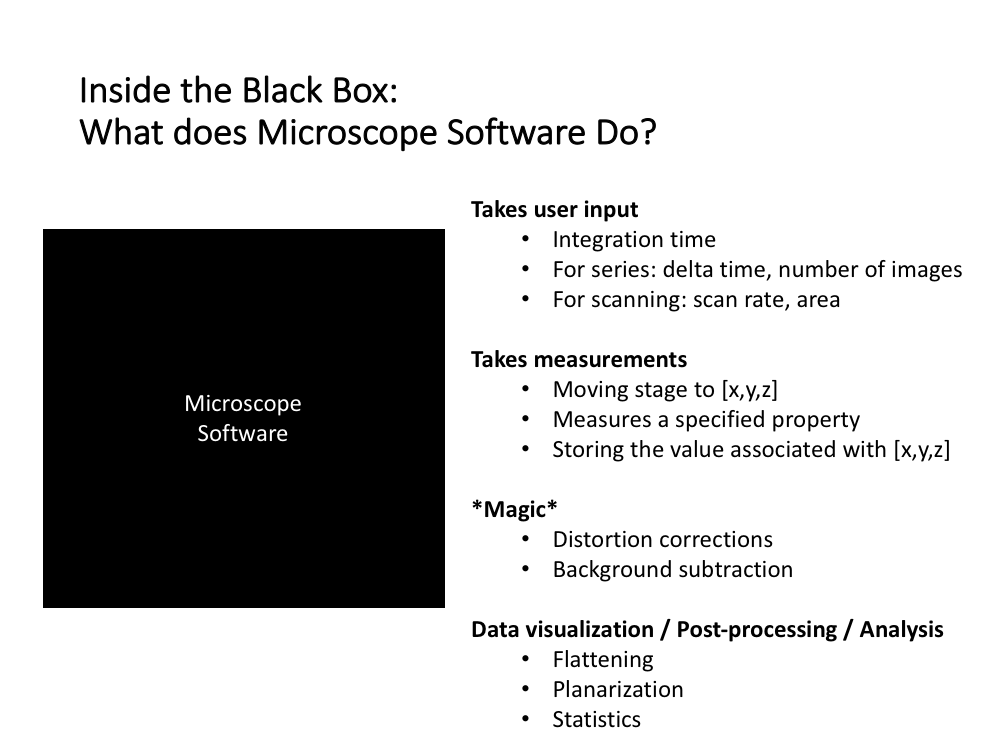 Inside the Black Box:
What does Microscope Software Do?
Microscope
Software
Takes user input
• Integration time
• For series: delta time, number of images
• For scanning: scan rate, area
Takes measurements
• Moving stage to [x,y,z]
• Measures a specified property
• Storing the value associated with [x,y,z]
*Magic*
• Distortion corrections
• Background subtraction
Data visualization / Post-processing / Analysis
• Flattening
• Planarization
• Statistics